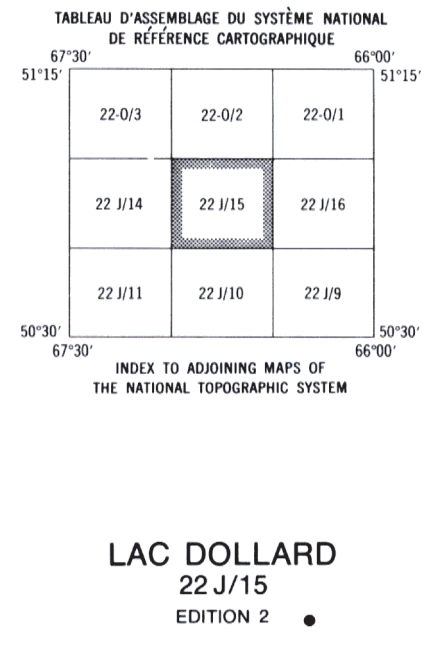 TABLEAU D'ASSEMBLAGE DU SYSTÈME NATIONAL
DE RÉFÉRENCE CARTOGRAPHIQUE
67°30′ 66°00′
51°15′ 51°15′
22-0/3 22-0/2 22-0/1
22 J/14 22 J/15 22 J/16
22 J/11 22 J/10 22 J/9
50°30′ 50°30′
67°30′ 66°00′
INDEX TO ADJOINING MAPS OF
THE NATIONAL TOPOGRAPHIC SYSTEM
LAC DOLLARD
22 J/15
EDITION 2